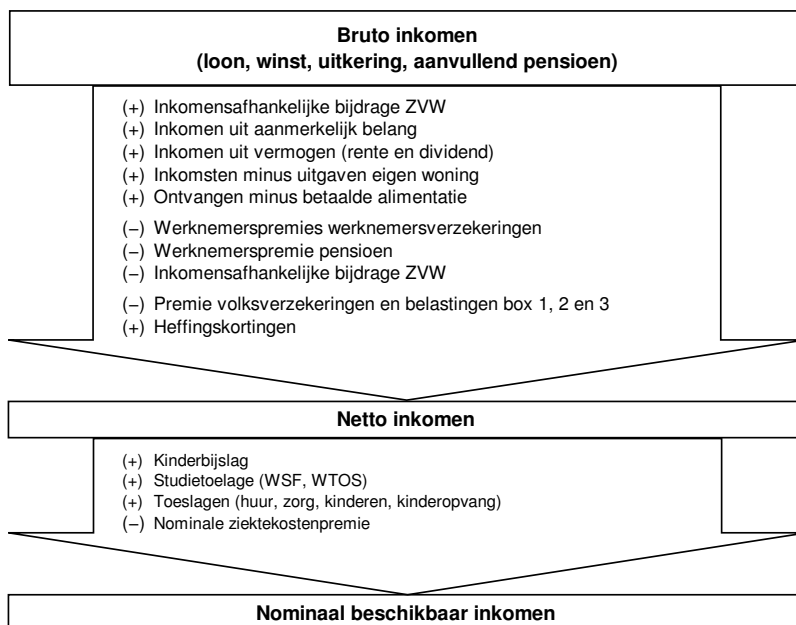 Bruto inkomen
(loon, winst, uitkering, aanvullend pensioen)
(+) Inkomensafhankelijke bijdrage ZVW
(+) Inkomen uit aanmerkelijk belang
(+) Inkomen uit vermogen (rente en dividend)
(+) Inkomsten minus uitgaven eigen woning
(+) Ontvangen minus betaalde alimentatie
(−) Werknemerspremies werknemersverzekeringen
(−) Werknemerspremie pensioen
(−) Inkomensafhankelijke bijdrage ZVW
(−) Premie volksverzekeringen en belastingen box 1, 2 en 3
(+) Heffingskortingen
Netto inkomen
(+) Kinderbijslag
(+) Studietoelage (WSF, WTOS)
(+) Toeslagen (huur, zorg, kinderen, kinderopvang)
(−) Nominale ziektekostenpremie
Nominaal beschikbaar inkomen